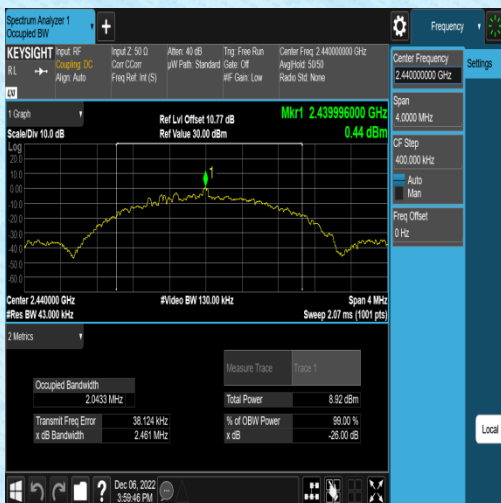 Spectrum Analyzer 1
Occupied BW
Frequency
KEYSIGHT Input: RF Input Z: 50 Ω Atten: 40 dB Trig: Free Run Center Freq: 2.440000000 GHz
RL Coupling: DC Corr CCorr µW Path: Standard Gate: Off Avg|Hold: 50/50
Align: Auto Freq Ref: Int (S) #IF Gain: Low Radio Std: None
LXI
Center Frequency
2.440000000 GHz
Settings
Span
4.0000 MHz
CF Step
400.000 kHz
Auto
Man
Freq Offset
0 Hz
1 Graph
Ref Lvl Offset 10.77 dB
Mkr1 2.439996000 GHz
Scale/Div 10.0 dB
Ref Value 30.00 dBm
0.44 dBm
Log
20.0
10.0
0.00
-10.0
-20.0
-30.0
-40.0
-50.0
-60.0
1
Center 2.440000 GHz
#Video BW 130.00 kHz
Span 4 MHz
#Res BW 43.000 kHz
Sweep 2.07 ms (1001 pts)
2 Metrics
Measure Trace Trace 1
Occupied Bandwidth
2.0433 MHz
Total Power 8.92 dBm
Transmit Freq Error 38.124 kHz
% of OBW Power 99.00 %
x dB Bandwidth 2.461 MHz
x dB -26.00 dB
Local
?
Dec 06, 2022
3:59:46 PM